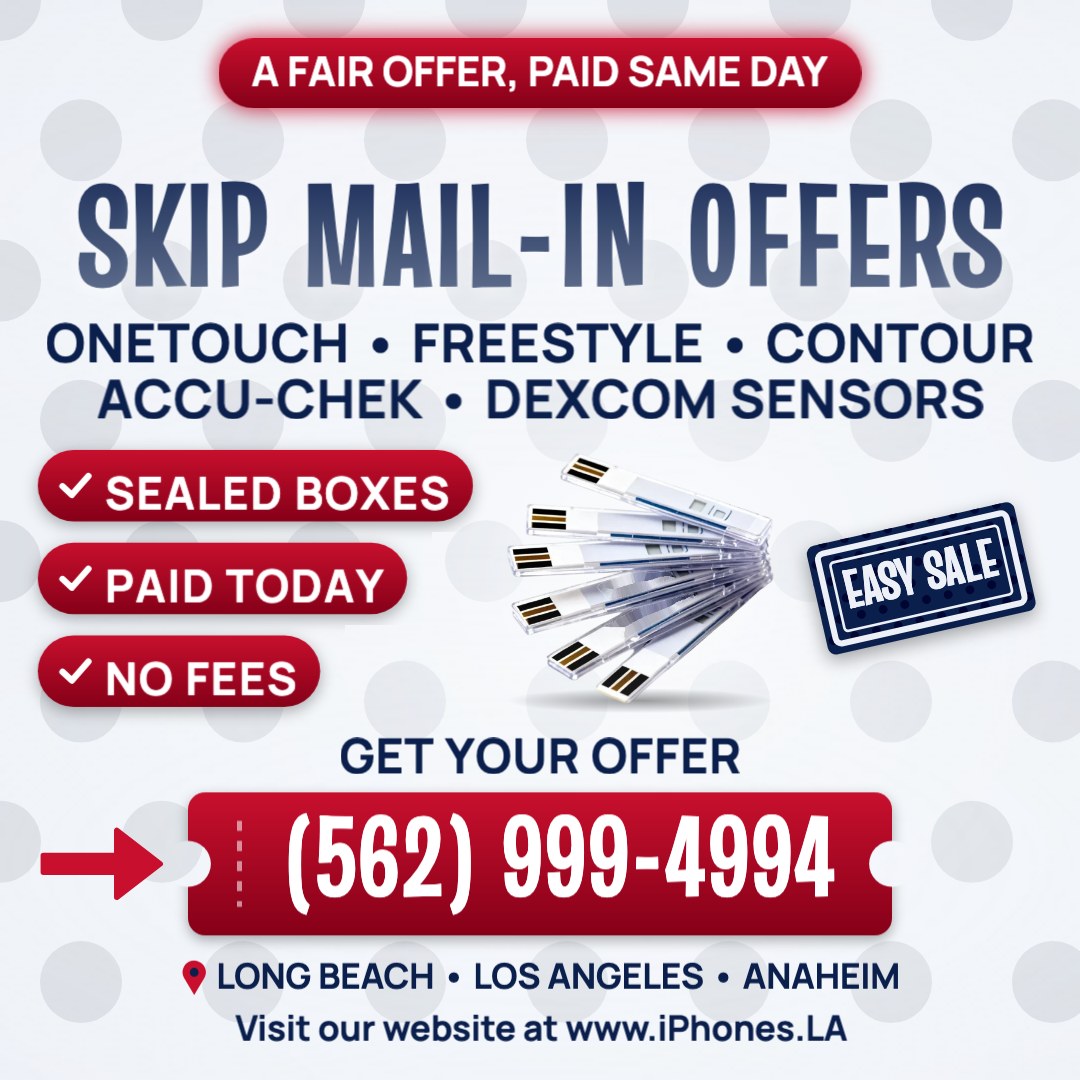 A FAIR OFFER, PAID SAME DAY
SKIP MAIL-IN OFFERS
ONETOUCH • FREESTYLE • CONTOUR
ACCU-CHEK • DEXCOM SENSORS
SEALED BOXES
PAID TODAY
NO FEES
EASY SALE
GET YOUR OFFER
(562) 999-4994
LONG BEACH • LOS ANGELES • ANAHEIM
Visit our website at www.iPhones.LA